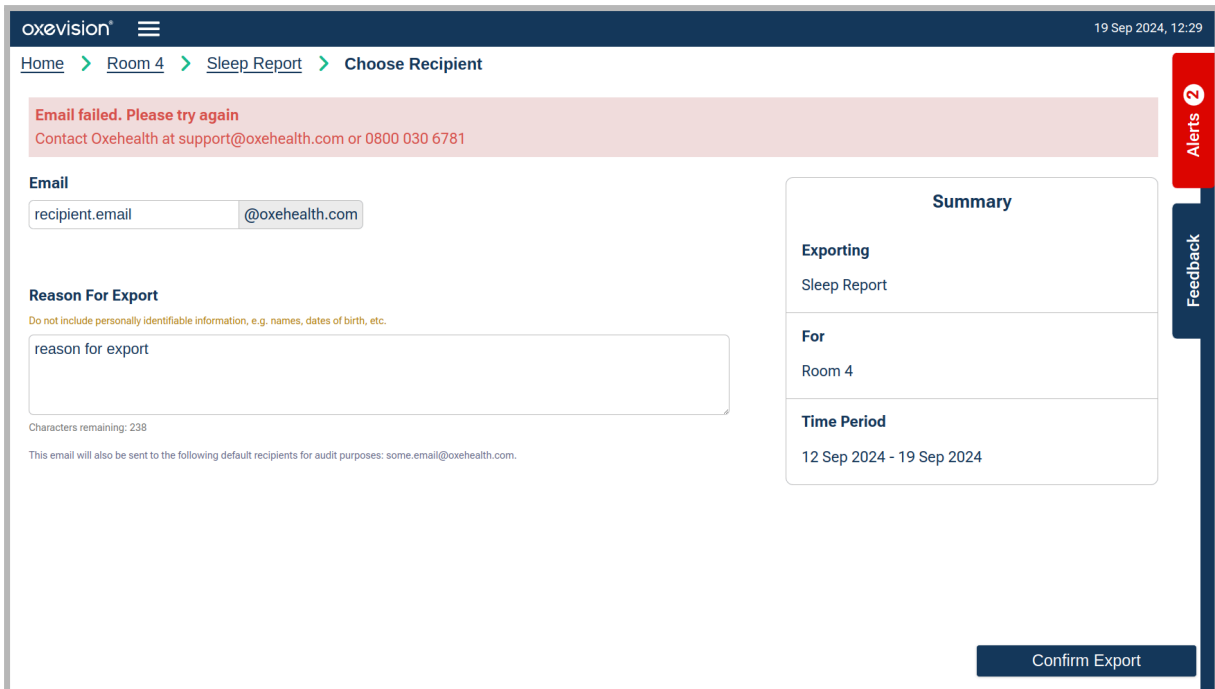 oxevision®
19 Sep 2024, 12:29
Home > Room 4 > Sleep Report > Choose Recipient
Email failed. Please try again
Contact Oxehealth at support@oxehealth.com or 0800 030 6781
Alerts 2
Feedback
Email
recipient.email @oxehealth.com
Reason For Export
Do not include personally identifiable information, e.g. names, dates of birth, etc.
reason for export
Characters remaining: 238
This email will also be sent to the following default recipients for audit purposes: some.email@oxehealth.com.
Summary
Exporting
Sleep Report
For
Room 4
Time Period
12 Sep 2024 - 19 Sep 2024
Confirm Export